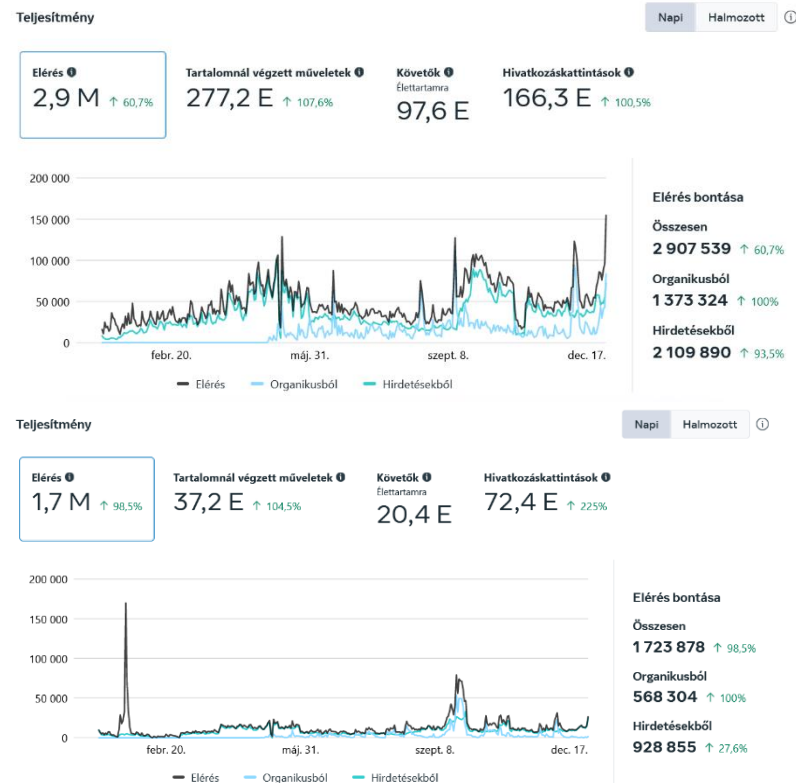 Teljesítmény
Napi Halmozott
Elérés Tartalomnál végzett műveletek Követők Hivatkozáskattintások
Élettartamra
2,9 M ↑ 60,7% 277,2 E ↑ 107,6% 97,6 E 166,3 E ↑ 100,5%
200 000
150 000
100 000
50 000
0
febr. 20. máj. 31. szept. 8. dec. 17.
Elérés Organikusból Hirdetésekből
Elérés bontása
Összesen
2 907 539 ↑ 60,7%
Organikusból
1 373 324 ↑ 100%
Hirdetésekből
2 109 890 ↑ 93,5%
Teljesítmény
Napi Halmozott
Elérés Tartalomnál végzett műveletek Követők Hivatkozáskattintások
Élettartamra
1,7 M ↑ 98,5% 37,2 E ↑ 104,5% 20,4 E 72,4 E ↑ 225%
200 000
150 000
100 000
50 000
0
febr. 20. máj. 31. szept. 8. dec. 17.
Elérés Organikusból Hirdetésekből
Elérés bontása
Összesen
1 723 878 ↑ 98,5%
Organikusból
568 304 ↑ 100%
Hirdetésekből
928 855 ↑ 27,6%